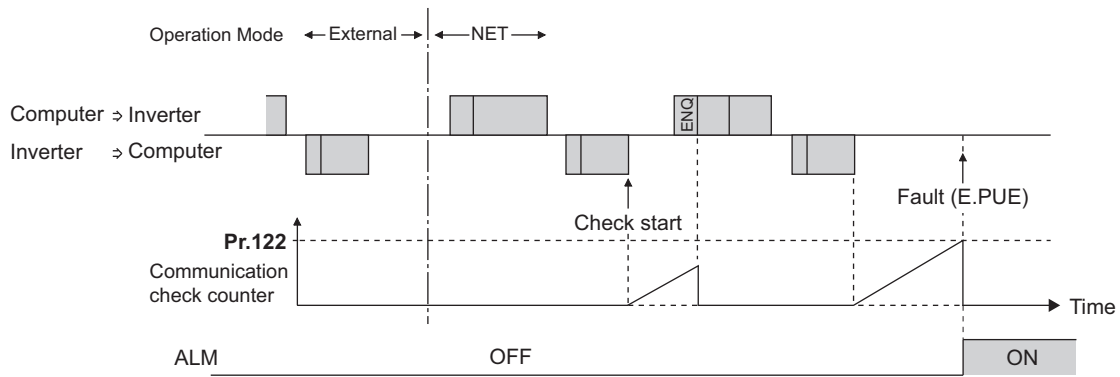 Operation Mode External NET
Computer ⇒ Inverter
ENQ
Inverter ⇒ Computer
Fault (E.PUE)
Check start
Pr.122
Communication
check counter
Time
ALM OFF ON